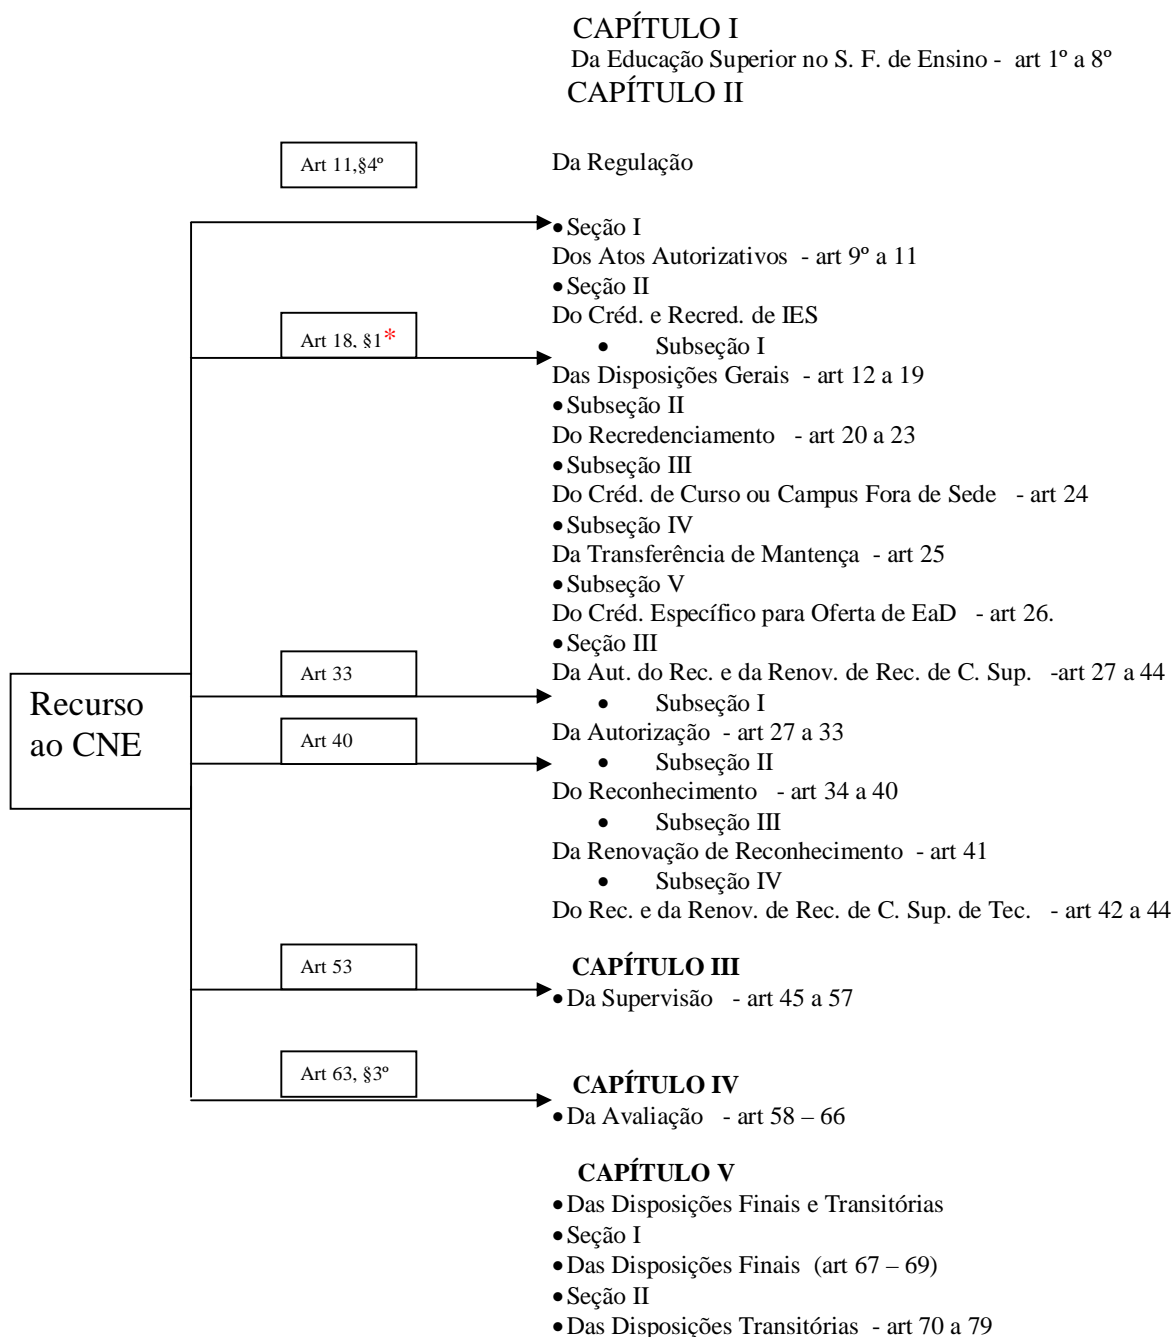 CAPÍTULO I
Da Educação Superior no S. F. de Ensino - art 1º a 8º
CAPÍTULO II
Art 11,§4º
Da Regulação
•Seção I
Dos Atos Autorizativos - art 9º a 11
•Seção II
Do Créd. e Recred. de IES
Art 18, §1*
• Subseção I
Das Disposições Gerais - art 12 a 19
•Subseção II
Do Recredenciamento - art 20 a 23
•Subseção III
Do Créd. de Curso ou Campus Fora de Sede - art 24
•Subseção IV
Da Transferência de Mantença - art 25
•Subseção V
Do Créd. Específico para Oferta de EaD - art 26.
•Seção III
Art 33
Da Aut. do Rec. e da Renov. de Rec. de C. Sup. -art 27 a 44
Recurso
ao CNE
• Subseção I
Art 40
Da Autorização - art 27 a 33
• Subseção II
Do Reconhecimento - art 34 a 40
• Subseção III
Da Renovação de Reconhecimento - art 41
• Subseção IV
Do Rec. e da Renov. de Rec. de C. Sup. de Tec. - art 42 a 44
Art 53
CAPÍTULO III
•Da Supervisão - art 45 a 57
Art 63, §3º
CAPÍTULO IV
•Da Avaliação - art 58 – 66
CAPÍTULO V
•Das Disposições Finais e Transitórias
•Seção I
•Das Disposições Finais (art 67 – 69)
•Seção II
•Das Disposições Transitórias - art 70 a 79